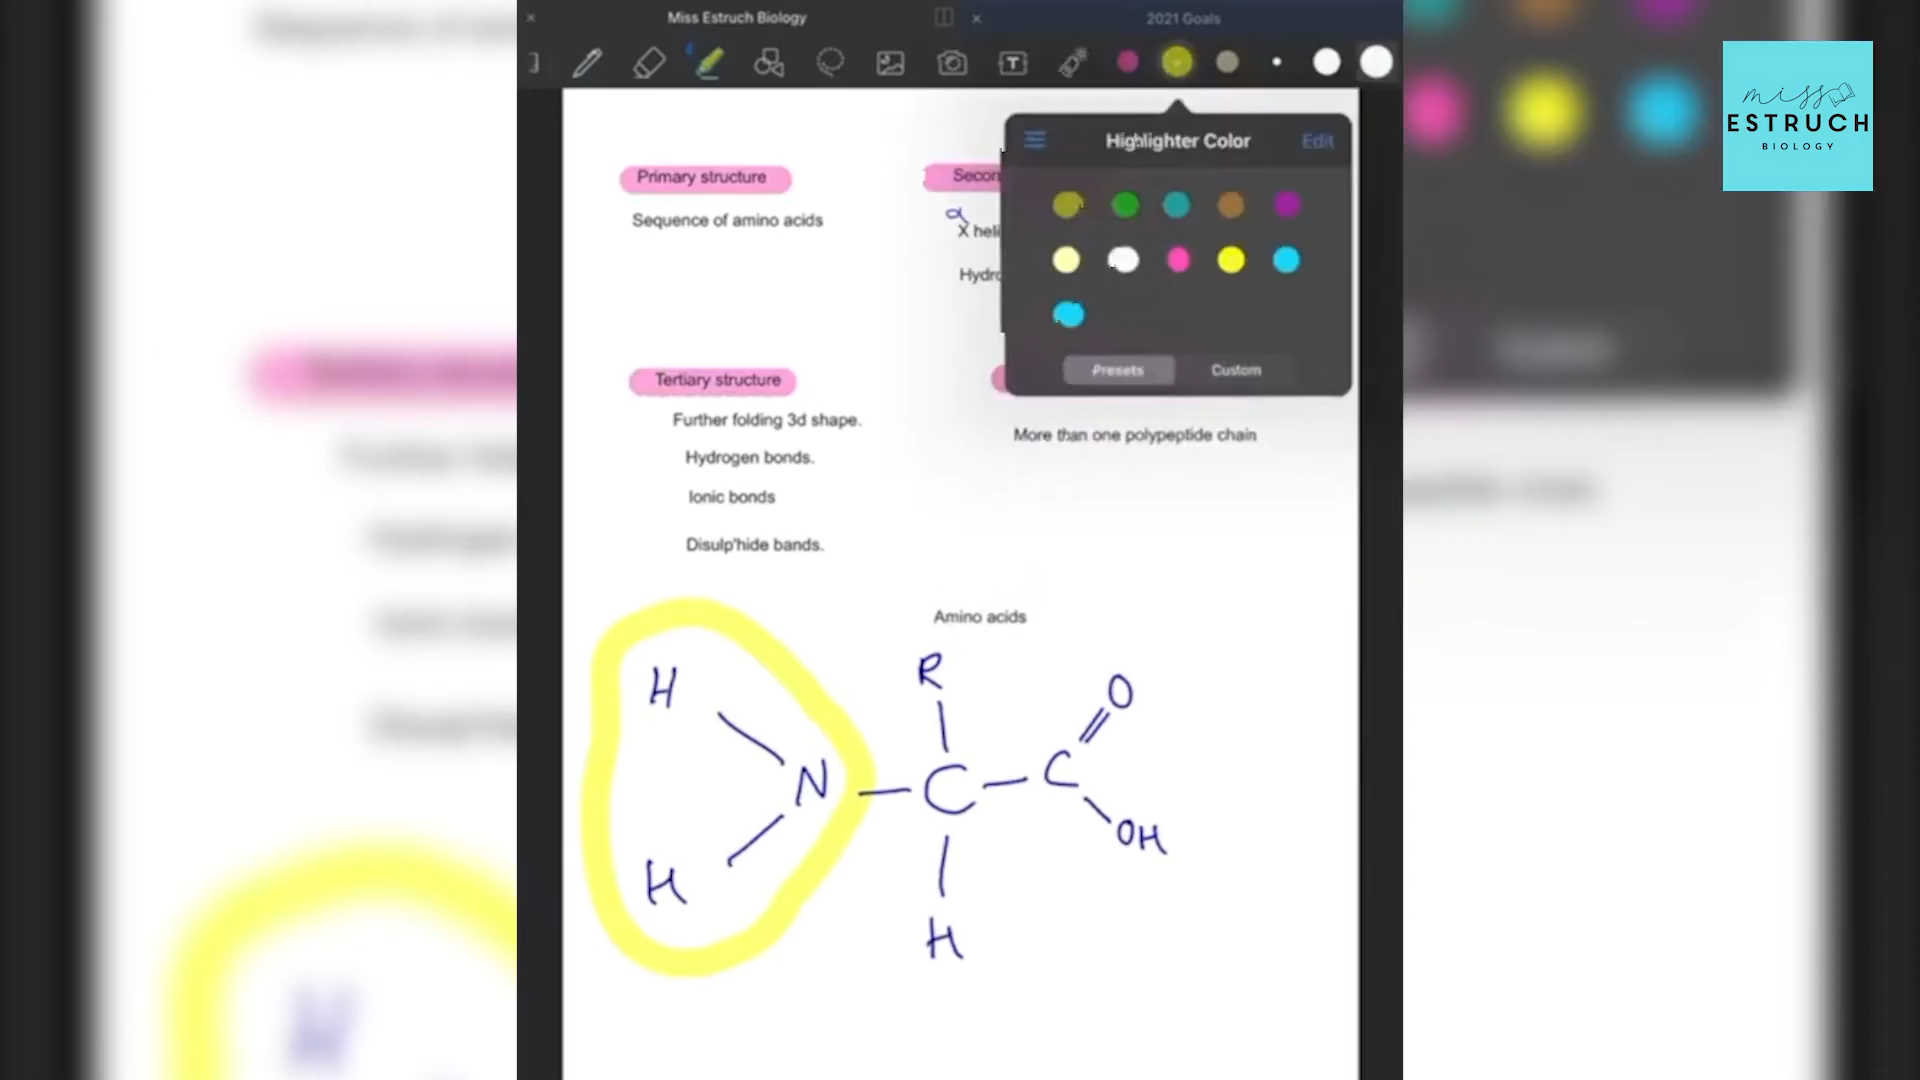 Miss Estruch Biology
2021 Goals
T
Highlighter Color
Edit
Presets
Custom
Primary structure
Sequence of amino acids
α
X
Tertiary structure
Further folding 3d shape.
Hydrogen bonds.
Ionic bonds
Disulp'hide bands.
More than one polypeptide chain
Amino acids
R
H
O
N
C
C
OH
H
H
miss
ESTRUCH
BIOLOGY